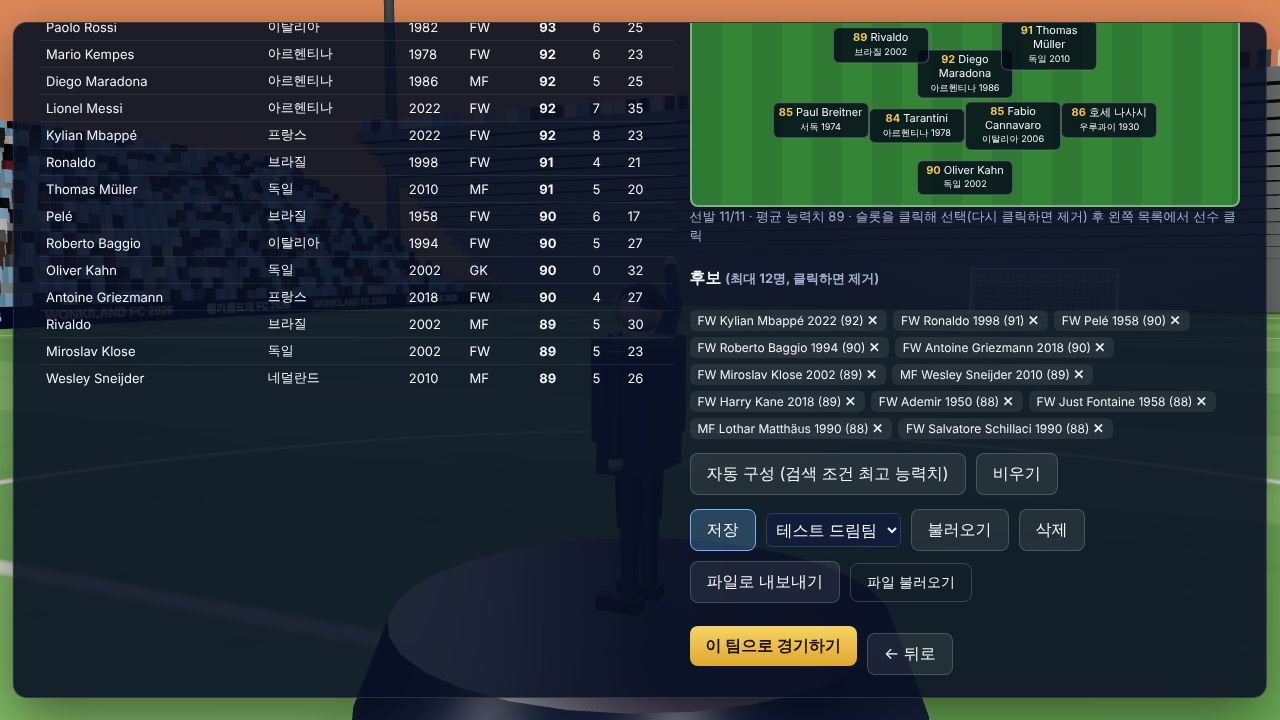 Paolo Rossi 이탈리아 1982 FW 93 6 25
Mario Kempes 아르헨티나 1978 FW 92 6 23
Diego Maradona 아르헨티나 1986 MF 92 5 25
Lionel Messi 아르헨티나 2022 FW 92 7 35
Kylian Mbappé 프랑스 2022 FW 92 8 23
Ronaldo 브라질 1998 FW 91 4 21
Thomas Müller 독일 2010 MF 91 5 20
Pelé 브라질 1958 FW 90 6 17
Roberto Baggio 이탈리아 1994 FW 90 5 27
Oliver Kahn 독일 2002 GK 90 0 32
Antoine Griezmann 프랑스 2018 FW 90 4 27
Rivaldo 브라질 2002 MF 89 5 30
Miroslav Klose 독일 2002 FW 89 5 23
Wesley Sneijder 네덜란드 2010 MF 89 5 26
WONKILAND FC 2026 원기랜드의 FC 2026 WONKILAND FC 2026
89 Rivaldo
브라질 2002
91 Thomas
Müller
독일 2010
92 Diego
Maradona
아르헨티나 1986
85 Paul Breitner
서독 1974
84 Tarantini
아르헨티나 1978
85 Fabio
Cannavaro
이탈리아 2006
86 호세 나사시
우루과이 1930
90 Oliver Kahn
독일 2002
선발 11/11 · 평균 능력치 89 · 슬롯을 클릭해 선택(다시 클릭하면 제거) 후 왼쪽 목록에서 선수 클
릭
후보 (최대 12명, 클릭하면 제거)
FW Kylian Mbappé 2022 (92) ✕ FW Ronaldo 1998 (91) ✕ FW Pelé 1958 (90) ✕
FW Roberto Baggio 1994 (90) ✕ FW Antoine Griezmann 2018 (90) ✕
FW Miroslav Klose 2002 (89) ✕ MF Wesley Sneijder 2010 (89) ✕
FW Harry Kane 2018 (89) ✕ FW Ademir 1950 (88) ✕ FW Just Fontaine 1958 (88) ✕
MF Lothar Matthäus 1990 (88) ✕ FW Salvatore Schillaci 1990 (88) ✕
자동 구성 (검색 조건 최고 능력치) 비우기
저장 테스트 드림팀 불러오기 삭제
파일로 내보내기 파일 불러오기
이 팀으로 경기하기 ← 뒤로